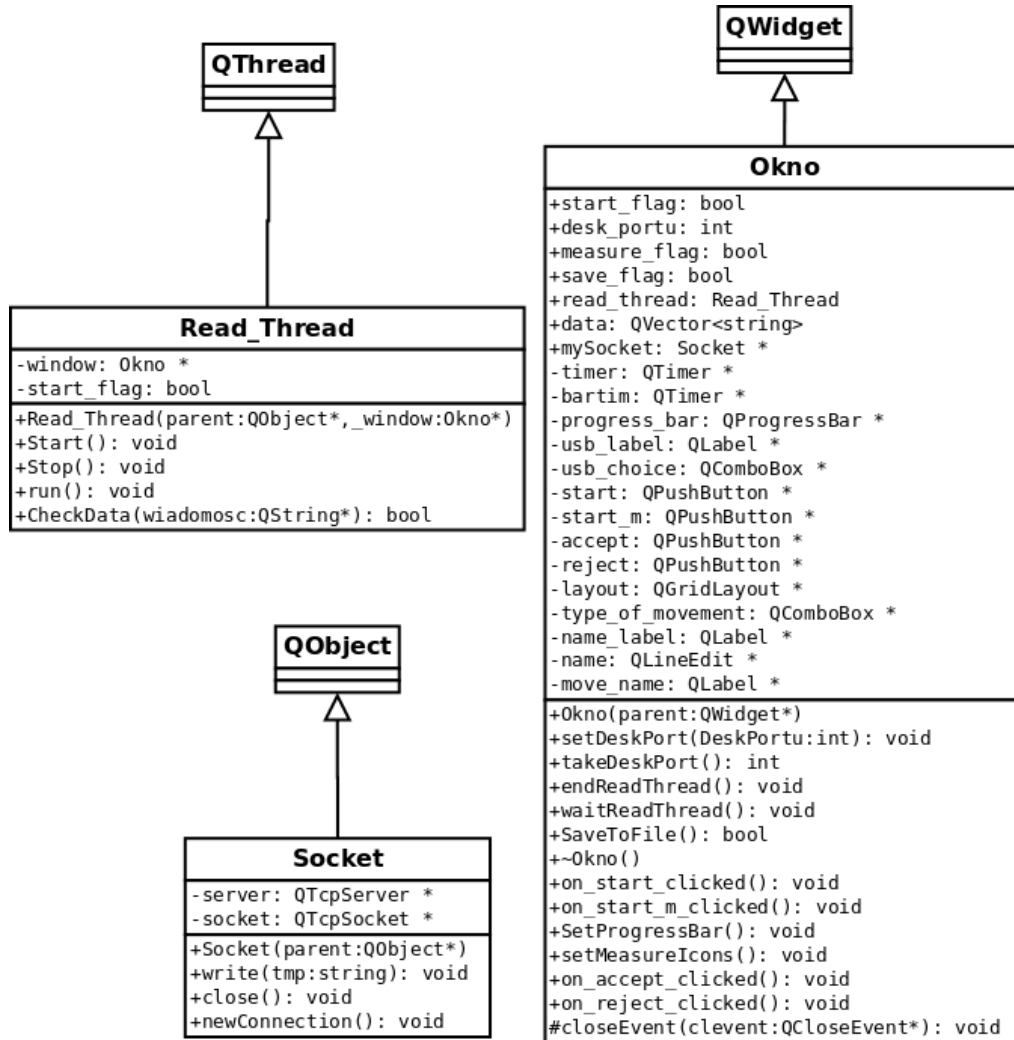 QThread
Read_Thread
-window: Okno *
-start_flag: bool
+Read_Thread(parent:QObject*,_window:Okno*)
+Start(): void
+Stop(): void
+run(): void
+CheckData(wiadomosc:QString*): bool
QObject
Socket
-server: QTcpServer *
-socket: QTcpSocket *
+Socket(parent:QObject*)
+write(tmp:string): void
+close(): void
+newConnection(): void
QWidget
Okno
+start_flag: bool
+desk_portu: int
+measure_flag: bool
+save_flag: bool
+read_thread: Read_Thread
+data: QVector<string>
+mySocket: Socket *
-timer: QTimer *
-bartim: QTimer *
-progress_bar: QProgressBar *
-usb_label: QLabel *
-usb_choice: QComboBox *
-start: QPushButton *
-start_m: QPushButton *
-accept: QPushButton *
-reject: QPushButton *
-layout: QGridLayout *
-type_of_movement: QComboBox *
-name_label: QLabel *
-name: QLineEdit *
-move_name: QLabel *
+Okno(parent:QWidget*)
+setDeskPort(DeskPortu:int): void
+takeDeskPort(): int
+endReadThread(): void
+waitReadThread(): void
+SaveToFile(): bool
+~Okno()
+on_start_clicked(): void
+on_start_m_clicked(): void
+SetProgressBar(): void
+setMeasureIcons(): void
+on_accept_clicked(): void
+on_reject_clicked(): void
#closeEvent(clevent:QCloseEvent*): void